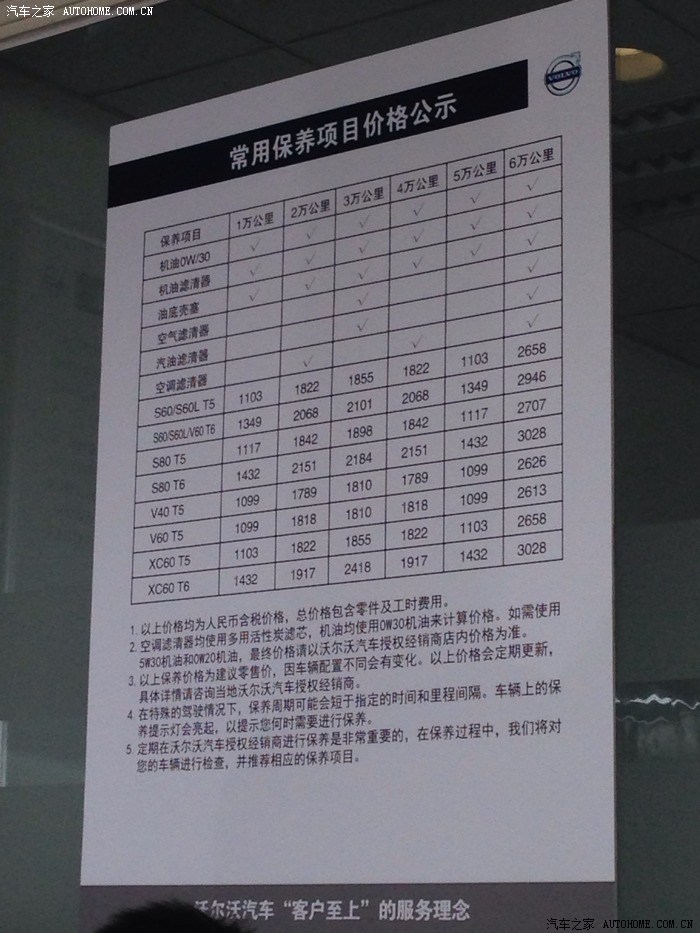 汽车之家 AUTOHOME.COM.CN
VOLVO
常用保养项目价格公示
保养项目 1万公里 2万公里 3万公里 4万公里 5万公里 6万公里
机油0W/30 √ √ √ √ √ √
机油滤清器 √ √ √ √ √ √
油底壳塞 √ √ √ √ √ √
空气滤清器 √ √
汽油滤清器 √ √
空调滤清器 √ √ √
S60/S60L T5 1103 1822 1855 1822 1103 2658
S60/S60L/V60 T6 1349 2068 2101 2068 1349 2946
S80 T5 1117 1842 1898 1842 1117 2707
S80 T6 1432 2151 2184 2151 1432 3028
V40 T5 1099 1789 1810 1789 1099 2626
V60 T5 1099 1818 1810 1818 1099 2613
XC60 T5 1103 1822 1855 1822 1103 2658
XC60 T6 1432 1917 2418 1917 1432 3028
1. 以上价格均为人民币含税价格，总价格包含零件及工时费用。
2. 空调滤清器均使用多用活性炭滤芯，机油均使用0W30机油来计算价格。如需使用
5W30机油和0W20机油，最终价格请以沃尔沃汽车授权经销商店内价格为准。
3. 以上保养价格为建议零售价，因车辆配置不同会有变化。以上价格会定期更新，
具体详情请咨询当地沃尔沃汽车授权经销商。
4. 在特殊的驾驶情况下，保养周期可能会短于指定的时间和里程间隔。车辆上的保
养提示灯会亮起，以提示您何时需要进行保养。
5. 定期在沃尔沃汽车授权经销商进行保养是非常重要的，在保养过程中，我们将对
您的车辆进行检查，并推荐相应的保养项目。
沃尔沃汽车“客户至上”的服务理念
汽车之家 AUTOHOME.COM.CN